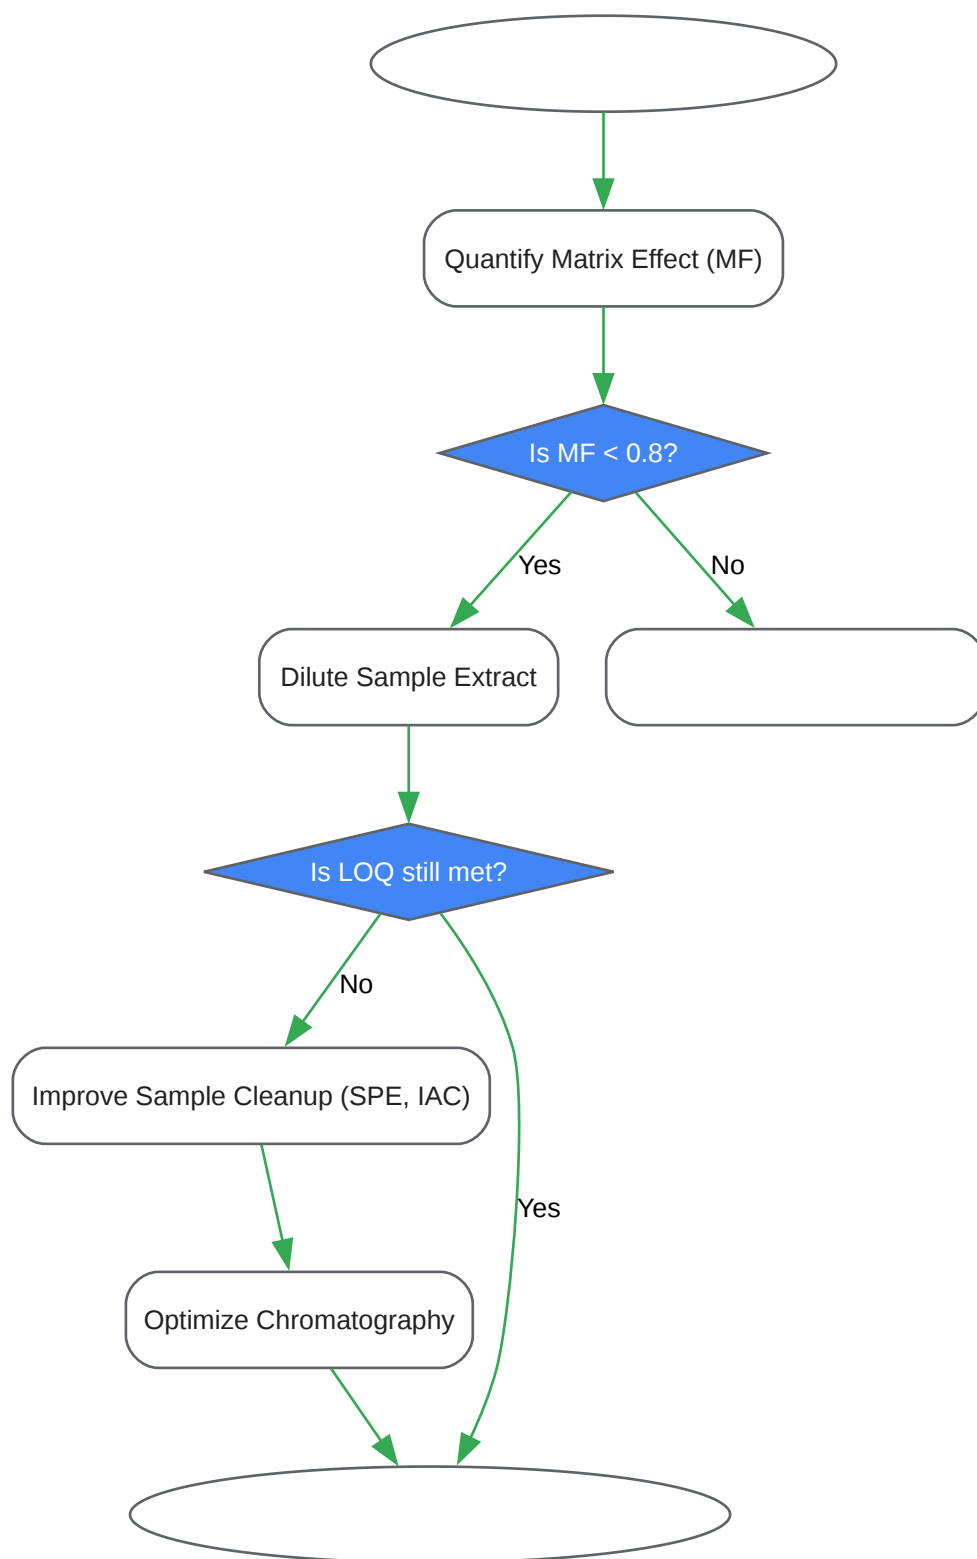 Quantify Matrix Effect (MF)
Is MF < 0.8?
Yes
No
Dilute Sample Extract
Is LOQ still met?
No
Improve Sample Cleanup (SPE, IAC)
Yes
Optimize Chromatography